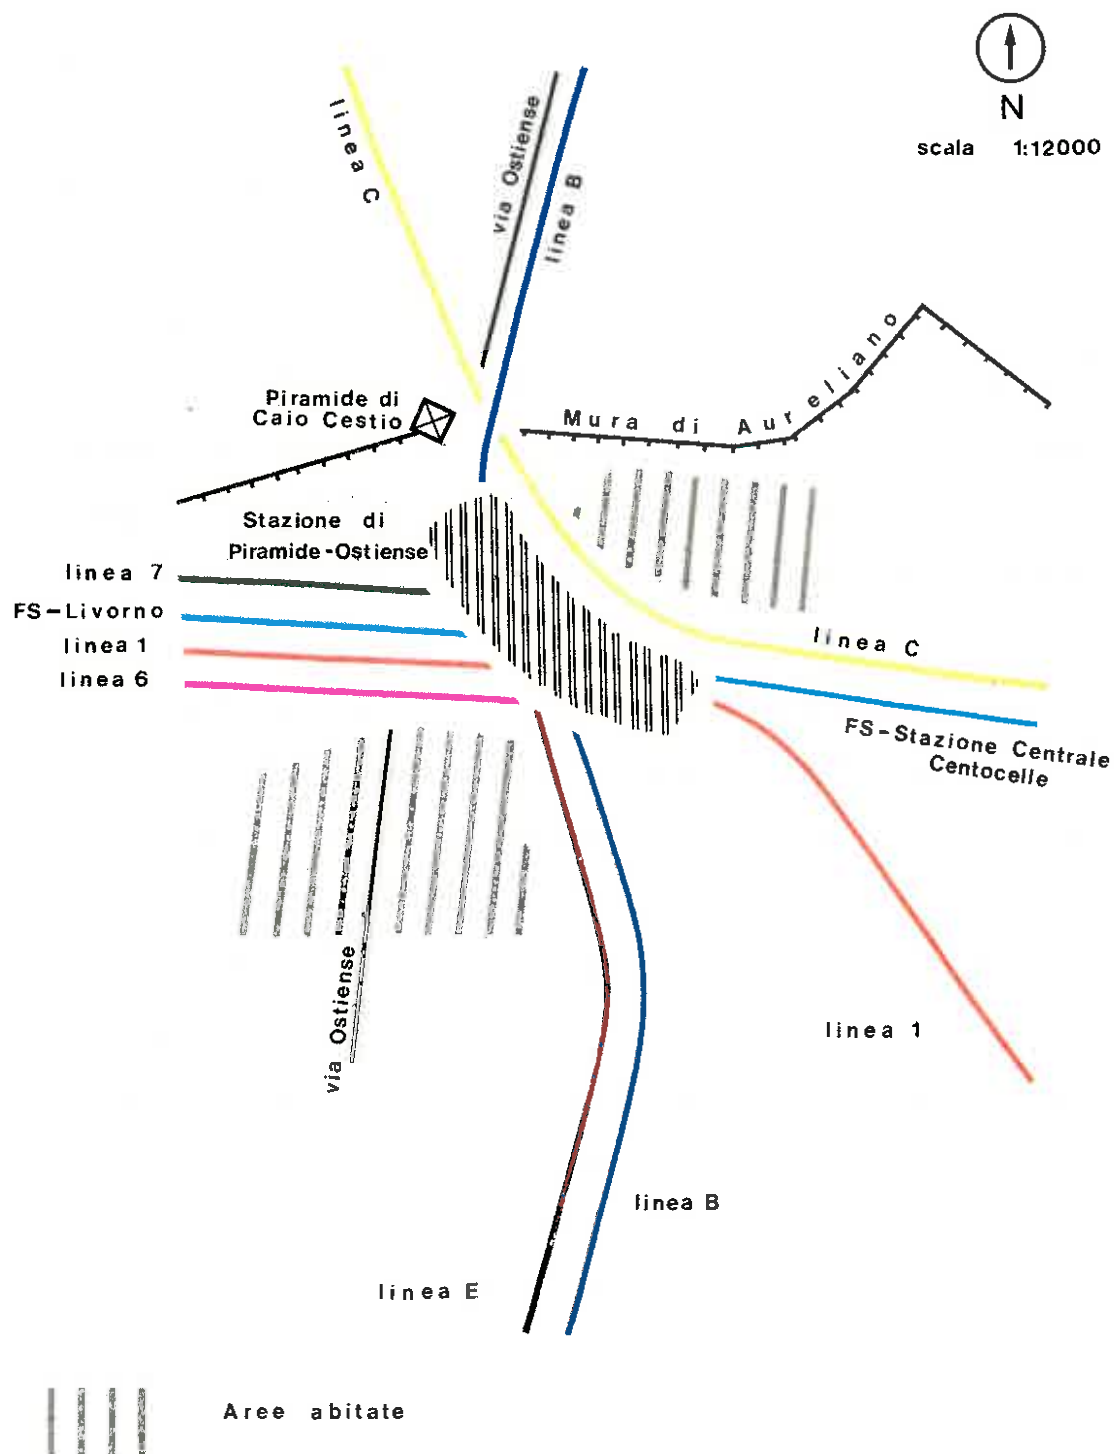 N
scala 1:12000
linea C
via Ostiense
linea B
Piramide di
Caio Cestio
Mura di Aureliano
Stazione di
Piramide-Ostiense
linea 7
FS-Livorno
linea 1
linea 6
linea C
FS-Stazione Centrale
Centocelle
via Ostiense
linea 1
linea B
linea E
Aree abitate